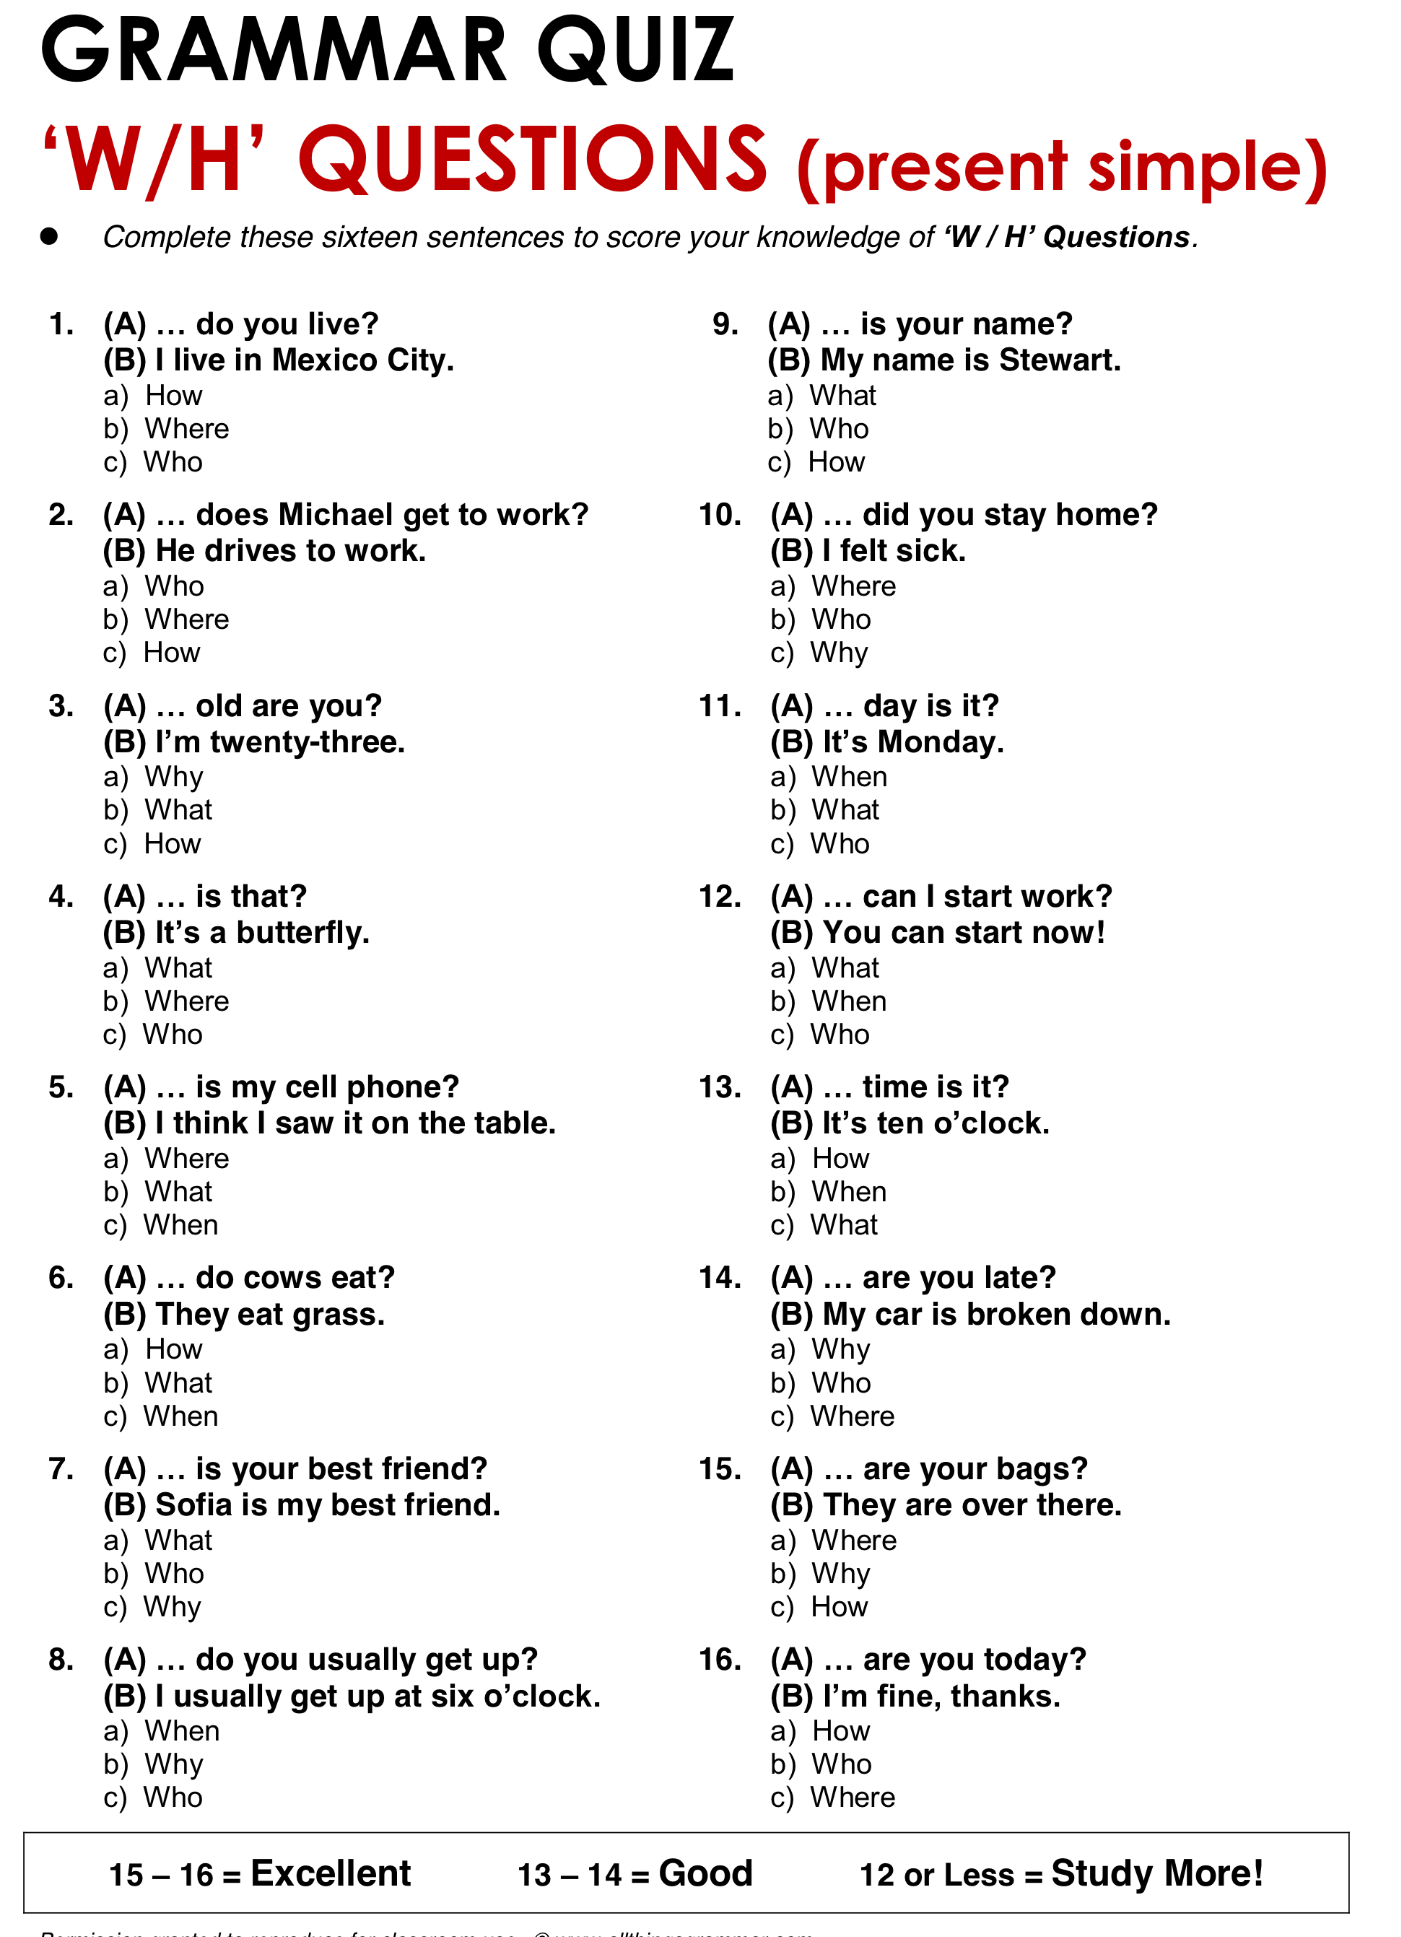 GRAMMAR QUIZ
‘W/H’ QUESTIONS (present simple)
● Complete these sixteen sentences to score your knowledge of ‘W / H’ Questions.
1. (A) … do you live?
(B) I live in Mexico City.
a) How
b) Where
c) Who
2. (A) … does Michael get to work?
(B) He drives to work.
a) Who
b) Where
c) How
3. (A) … old are you?
(B) I’m twenty-three.
a) Why
b) What
c) How
4. (A) … is that?
(B) It’s a butterfly.
a) What
b) Where
c) Who
5. (A) … is my cell phone?
(B) I think I saw it on the table.
a) Where
b) What
c) When
6. (A) … do cows eat?
(B) They eat grass.
a) How
b) What
c) When
7. (A) … is your best friend?
(B) Sofia is my best friend.
a) What
b) Who
c) Why
8. (A) … do you usually get up?
(B) I usually get up at six o’clock.
a) When
b) Why
c) Who
9. (A) … is your name?
(B) My name is Stewart.
a) What
b) Who
c) How
10. (A) … did you stay home?
(B) I felt sick.
a) Where
b) Who
c) Why
11. (A) … day is it?
(B) It’s Monday.
a) When
b) What
c) Who
12. (A) … can I start work?
(B) You can start now!
a) What
b) When
c) Who
13. (A) … time is it?
(B) It’s ten o’clock.
a) How
b) When
c) What
14. (A) … are you late?
(B) My car is broken down.
a) Why
b) Who
c) Where
15. (A) … are your bags?
(B) They are over there.
a) Where
b) Why
c) How
16. (A) … are you today?
(B) I’m fine, thanks.
a) How
b) Who
c) Where
15 – 16 = Excellent 13 – 14 = Good 12 or Less = Study More!